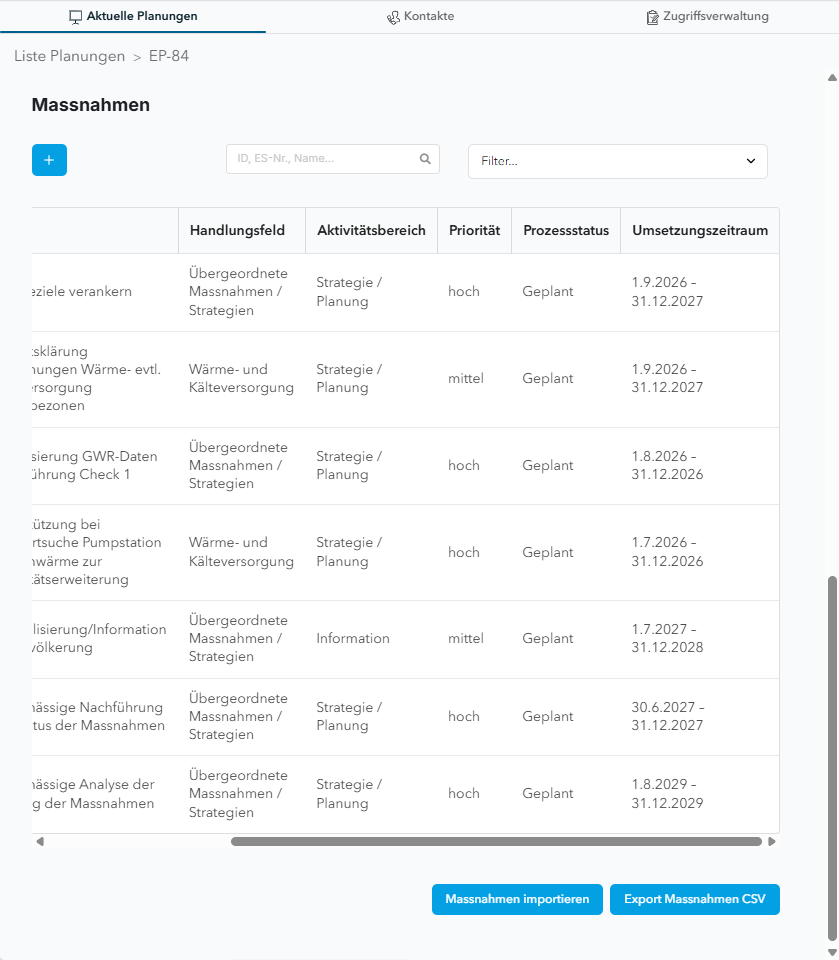 Aktuelle Planungen
Kontakte
Zugriffsverwaltung
Liste Planungen > EP-84
Massnahmen
+
ID, ES-Nr., Name...
Filter...
Handlungsfeld
Aktivitätsbereich
Priorität
Prozessstatus
Umsetzungszeitraum
eziele verankern
Übergeordnete
Massnahmen /
Strategien
Strategie /
Planung
hoch
Geplant
1.9.2026 –
31.12.2027
tsklärung
nungen Wärme- evtl.
ersorgung
bezonen
Wärme- und
Kälteversorgung
Strategie /
Planung
mittel
Geplant
1.9.2026 –
31.12.2027
sierung GWR-Daten
ührung Check 1
Übergeordnete
Massnahmen /
Strategien
Strategie /
Planung
hoch
Geplant
1.8.2026 –
31.12.2026
tützung bei
rtsuche Pumpstation
nwärme zur
tätserweiterung
Wärme- und
Kälteversorgung
Strategie /
Planung
hoch
Geplant
1.7.2026 –
31.12.2026
lisierung/Information
völkerung
Übergeordnete
Massnahmen /
Strategien
Information
mittel
Geplant
1.7.2027 –
31.12.2028
nässige Nachführung
tus der Massnahmen
Übergeordnete
Massnahmen /
Strategien
Strategie /
Planung
hoch
Geplant
30.6.2027 –
31.12.2027
nässige Analyse der
g der Massnahmen
Übergeordnete
Massnahmen /
Strategien
Strategie /
Planung
hoch
Geplant
1.8.2029 –
31.12.2029
Massnahmen importieren
Export Massnahmen CSV